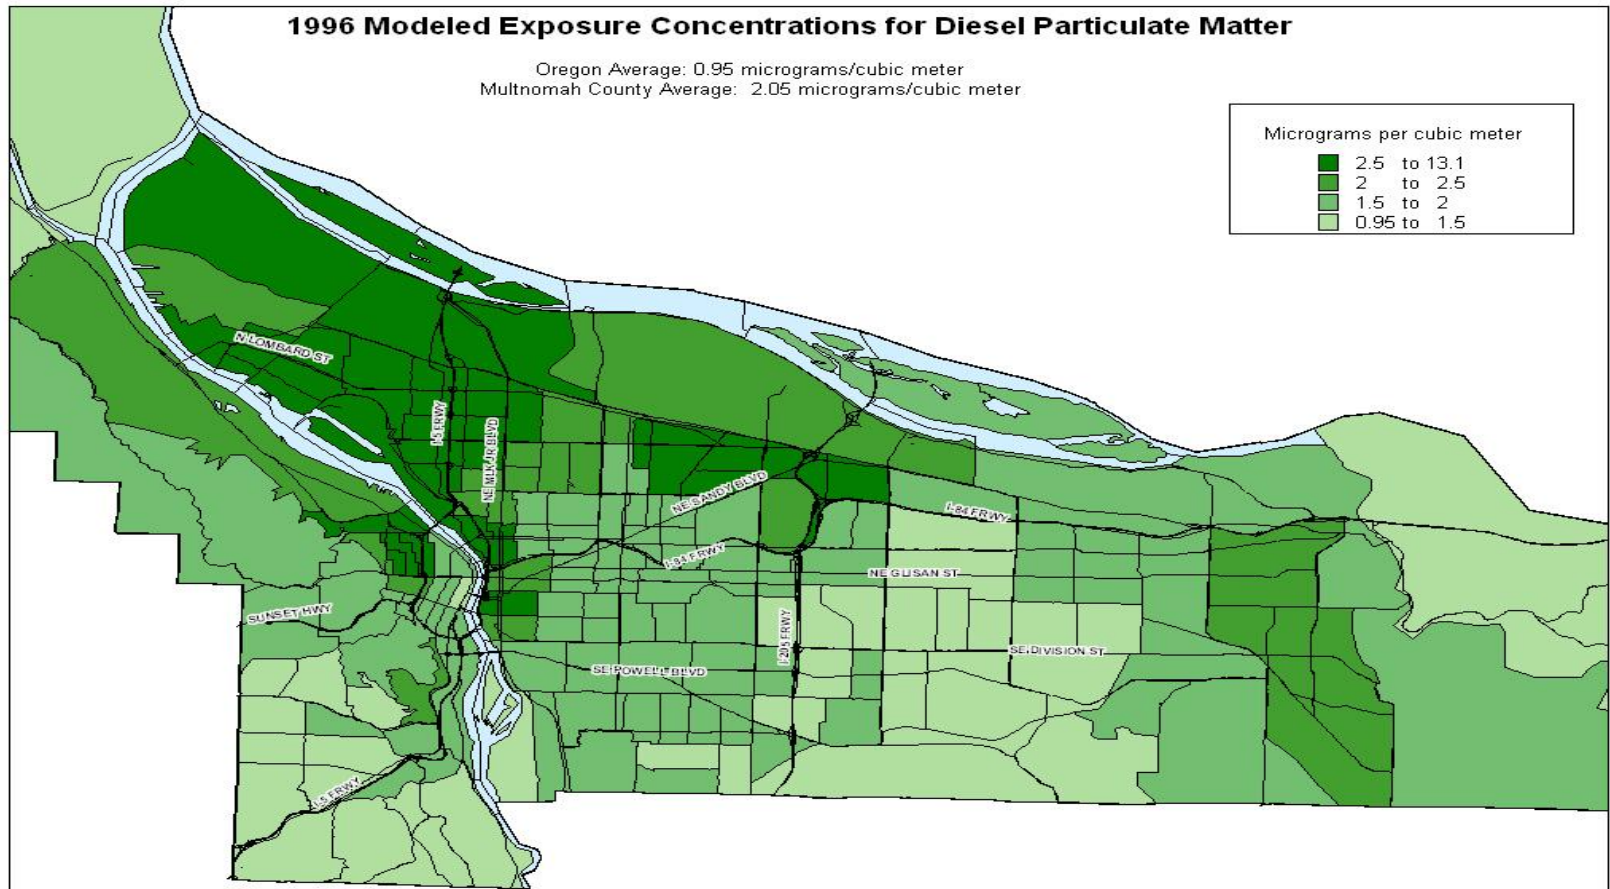 1996 Modeled Exposure Concentrations for Diesel Particulate Matter
Oregon Average: 0.95 micrograms/cubic meter
Multnomah County Average: 2.05 micrograms/cubic meter
Micrograms per cubic meter
2.5 to 13.1
2 to 2.5
1.5 to 2
0.95 to 1.5
N LOMBARD ST
I-5 FRWY
NE MLK JR BLVD
NE SANDY BLVD
I-84 FRWY
I-84 FRWY
NE GLISAN ST
SUNSET HWY
I-205 FRWY
SE DIVISION ST
SE POWELL BLVD
I-5 FRWY